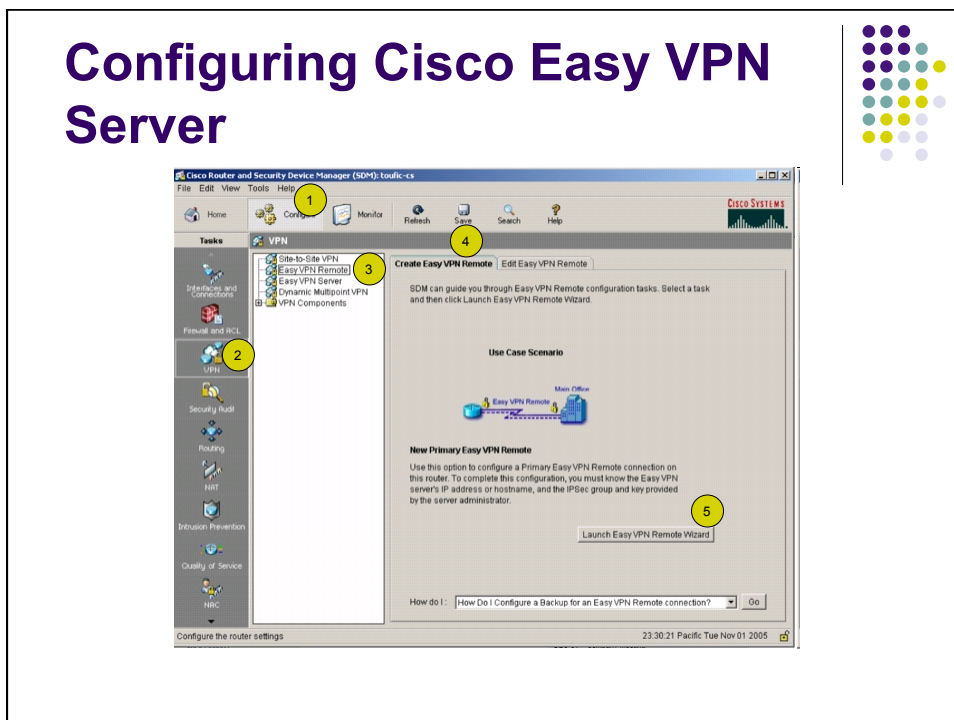 Configuring Cisco Easy VPN
Server
Cisco Router and Security Device Manager (SDM): toufic-cs
File Edit View Tools Help
1
Home
Configure
Monitor
Refresh
Save
Search
Help
CISCO SYSTEMS
Tasks
VPN
4
Interfaces and
Connections
Firewall and ACL
VPN
2
Security Audit
Routing
NAT
Intrusion Prevention
Quality of Service
NAC
Site-to-Site VPN
Easy VPN Remote
3
Easy VPN Server
Dynamic Multipoint VPN
VPN Components
Create Easy VPN Remote
Edit Easy VPN Remote
SDM can guide you through Easy VPN Remote configuration tasks. Select a task
and then click Launch Easy VPN Remote Wizard.
Use Case Scenario
Main Office
Easy VPN Remote
New Primary Easy VPN Remote
Use this option to configure a Primary Easy VPN Remote connection on
this router. To complete this configuration, you must know the Easy VPN
server's IP address or hostname, and the IPSec group and key provided
by the server administrator.
5
Launch Easy VPN Remote Wizard
How do I : How Do I Configure a Backup for an Easy VPN Remote connection? Go
Configure the router settings
23:30:21 Pacific Tue Nov 01 2005